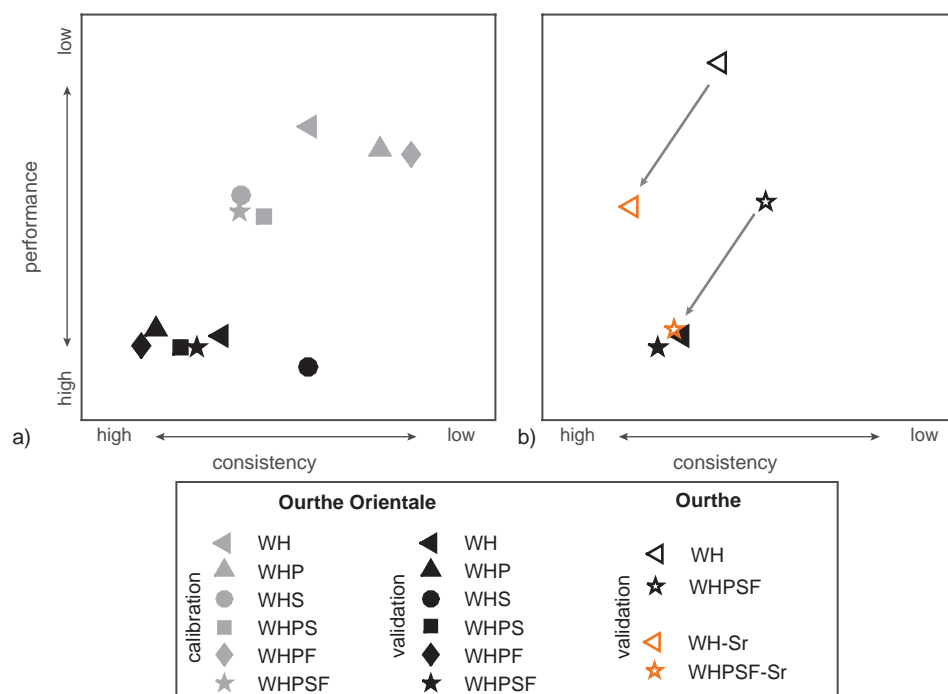 low
performance
high
a)
high
low
consistency
b)
high
low
consistency
Ourthe Orientale
calibration
WH
WHP
WHS
WHPS
WHPF
WHPSF
validation
WH
WHP
WHS
WHPS
WHPF
WHPSF
Ourthe
validation
WH
WHPSF
WH-Sr
WHPSF-Sr